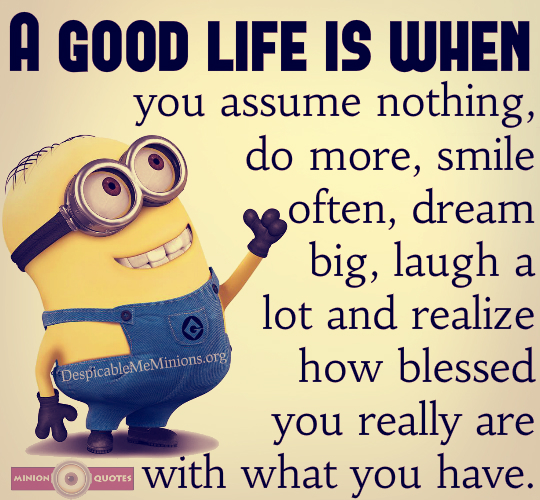 A GOOD LIFE IS WHEN
you assume nothing,
do more, smile
often, dream
big, laugh a
lot and realize
how blessed
you really are
with what you have.
DespicableMeMinions.org
MINION QUOTES